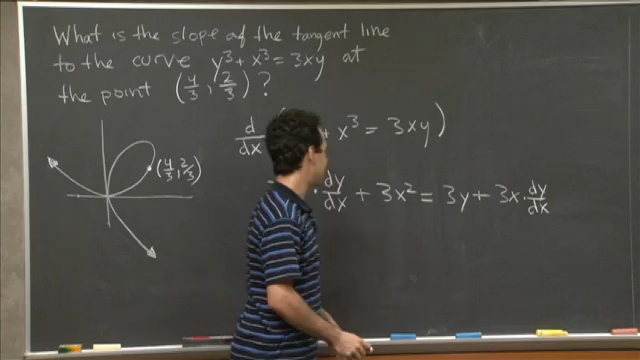 What is the slope of the tangent line
to the curve y³ + x³ = 3xy at
the point (4/3, 2/3) ?
d/dx ( + x³ = 3xy )
(4/3, 2/3)
· dy/dx + 3x² = 3y + 3x · dy/dx